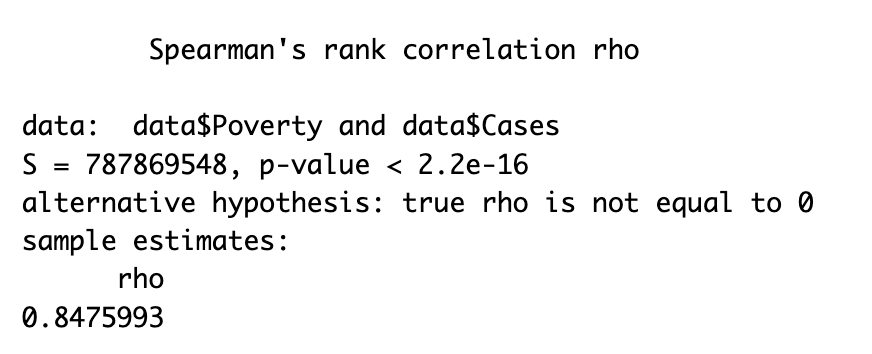 Spearman's rank correlation rho
data:  data$Poverty and data$Cases
S = 787869548, p-value < 2.2e-16
alternative hypothesis: true rho is not equal to 0
sample estimates:
rho
0.8475993